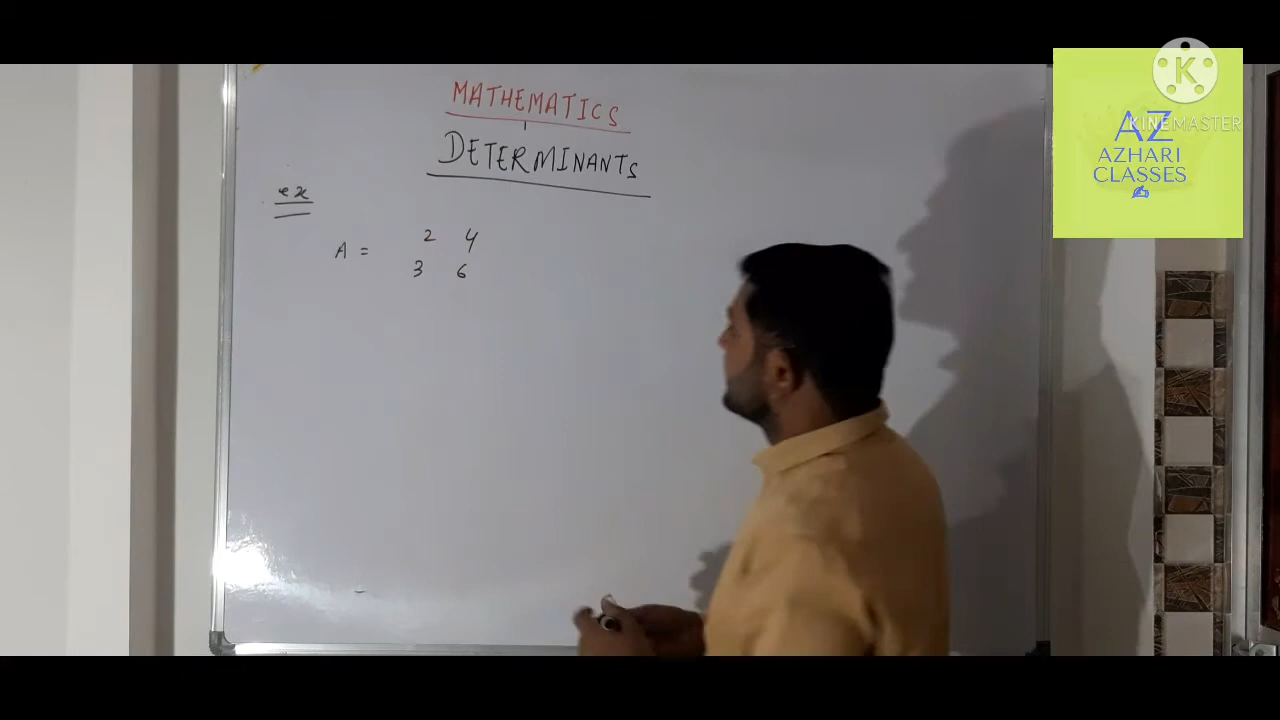 MATHEMATICS
DETERMINANTS
ex
A = 2 4
3 6
K
KINEMASTER
AZ
AZHARI
CLASSES